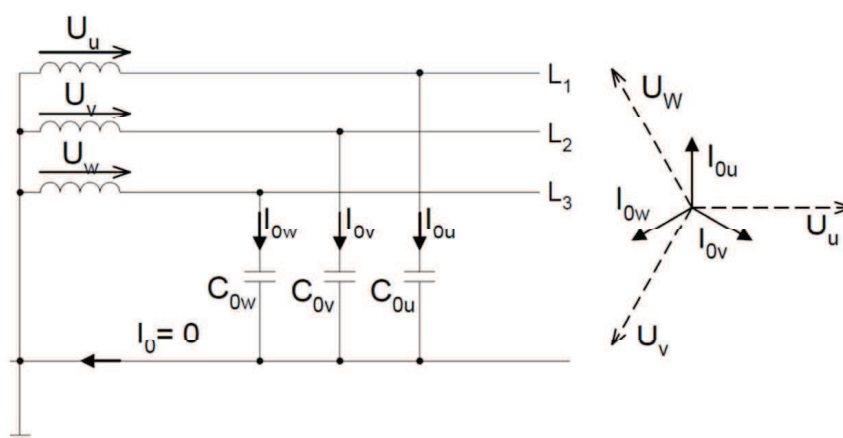 U_u
L_1
U_v
L_2
U_w
L_3
I_0w I_0v I_0u
C_0w C_0v C_0u
I_0 = 0
U_W
I_0u
I_0w
I_0v
U_u
U_v